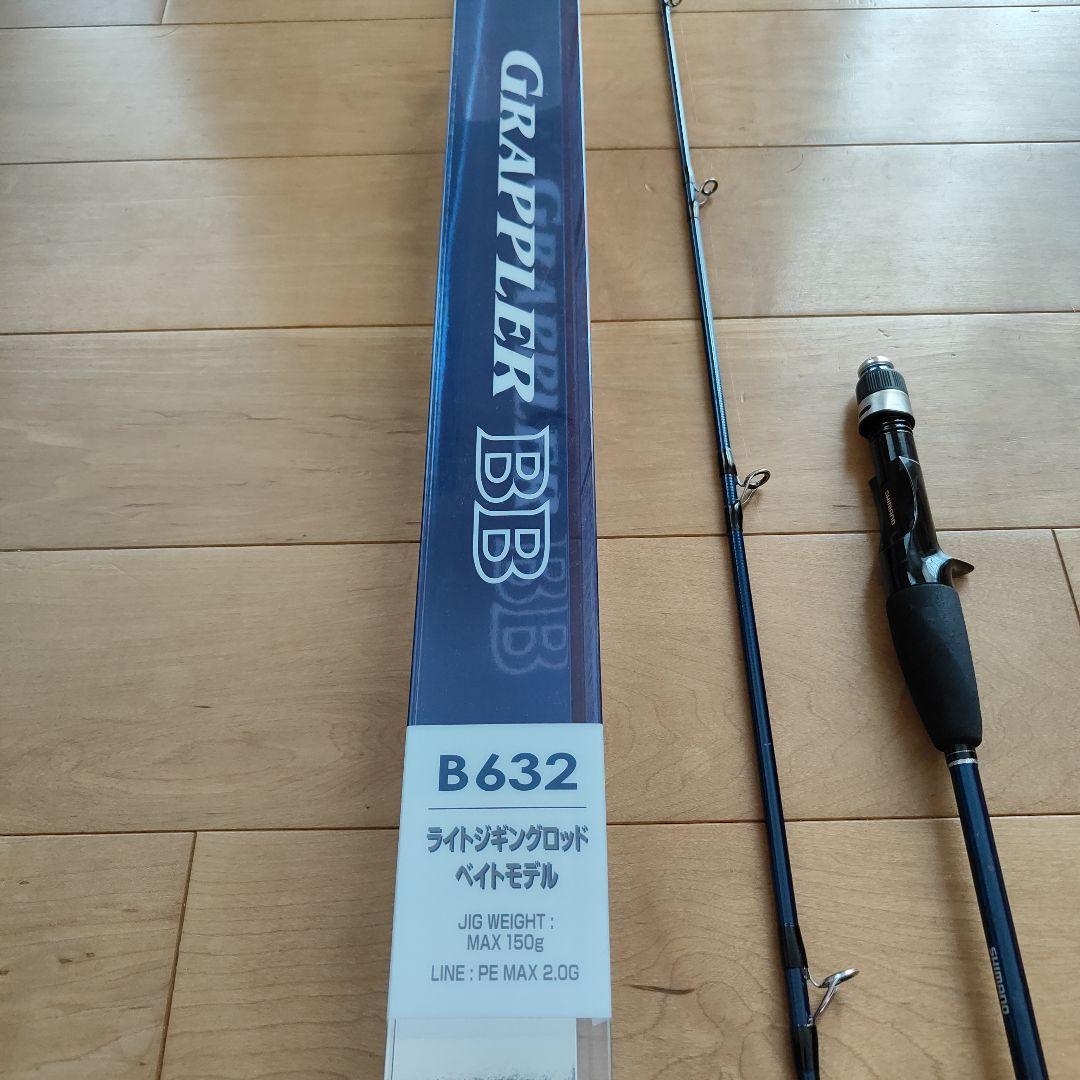 GRAPPLER BB
B632
ライトジギングロッド
ベイトモデル
JIG WEIGHT :
MAX 150g
LINE : PE MAX 2.0G
SHIMANO
SHIMANO